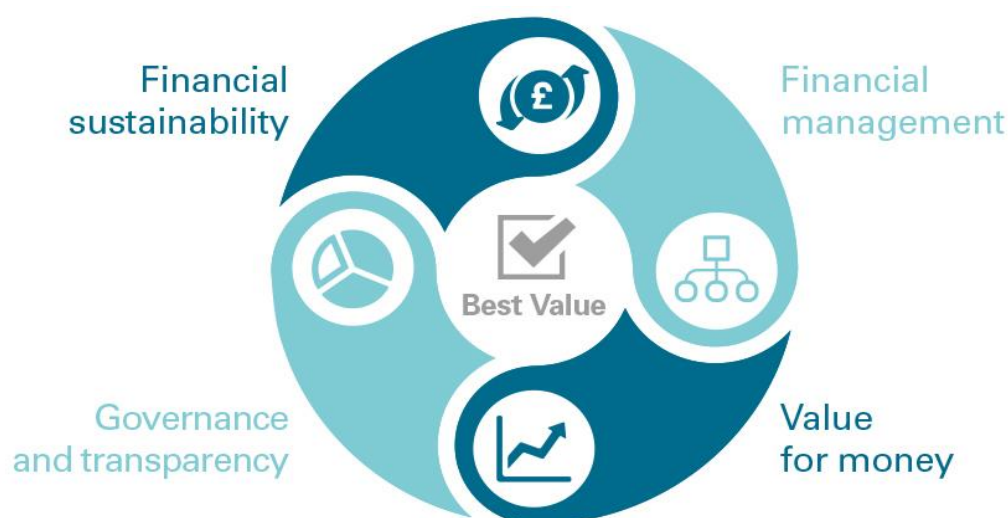 Financial
sustainability
Financial
management
£
Best Value
Governance
and transparency
Value
for money